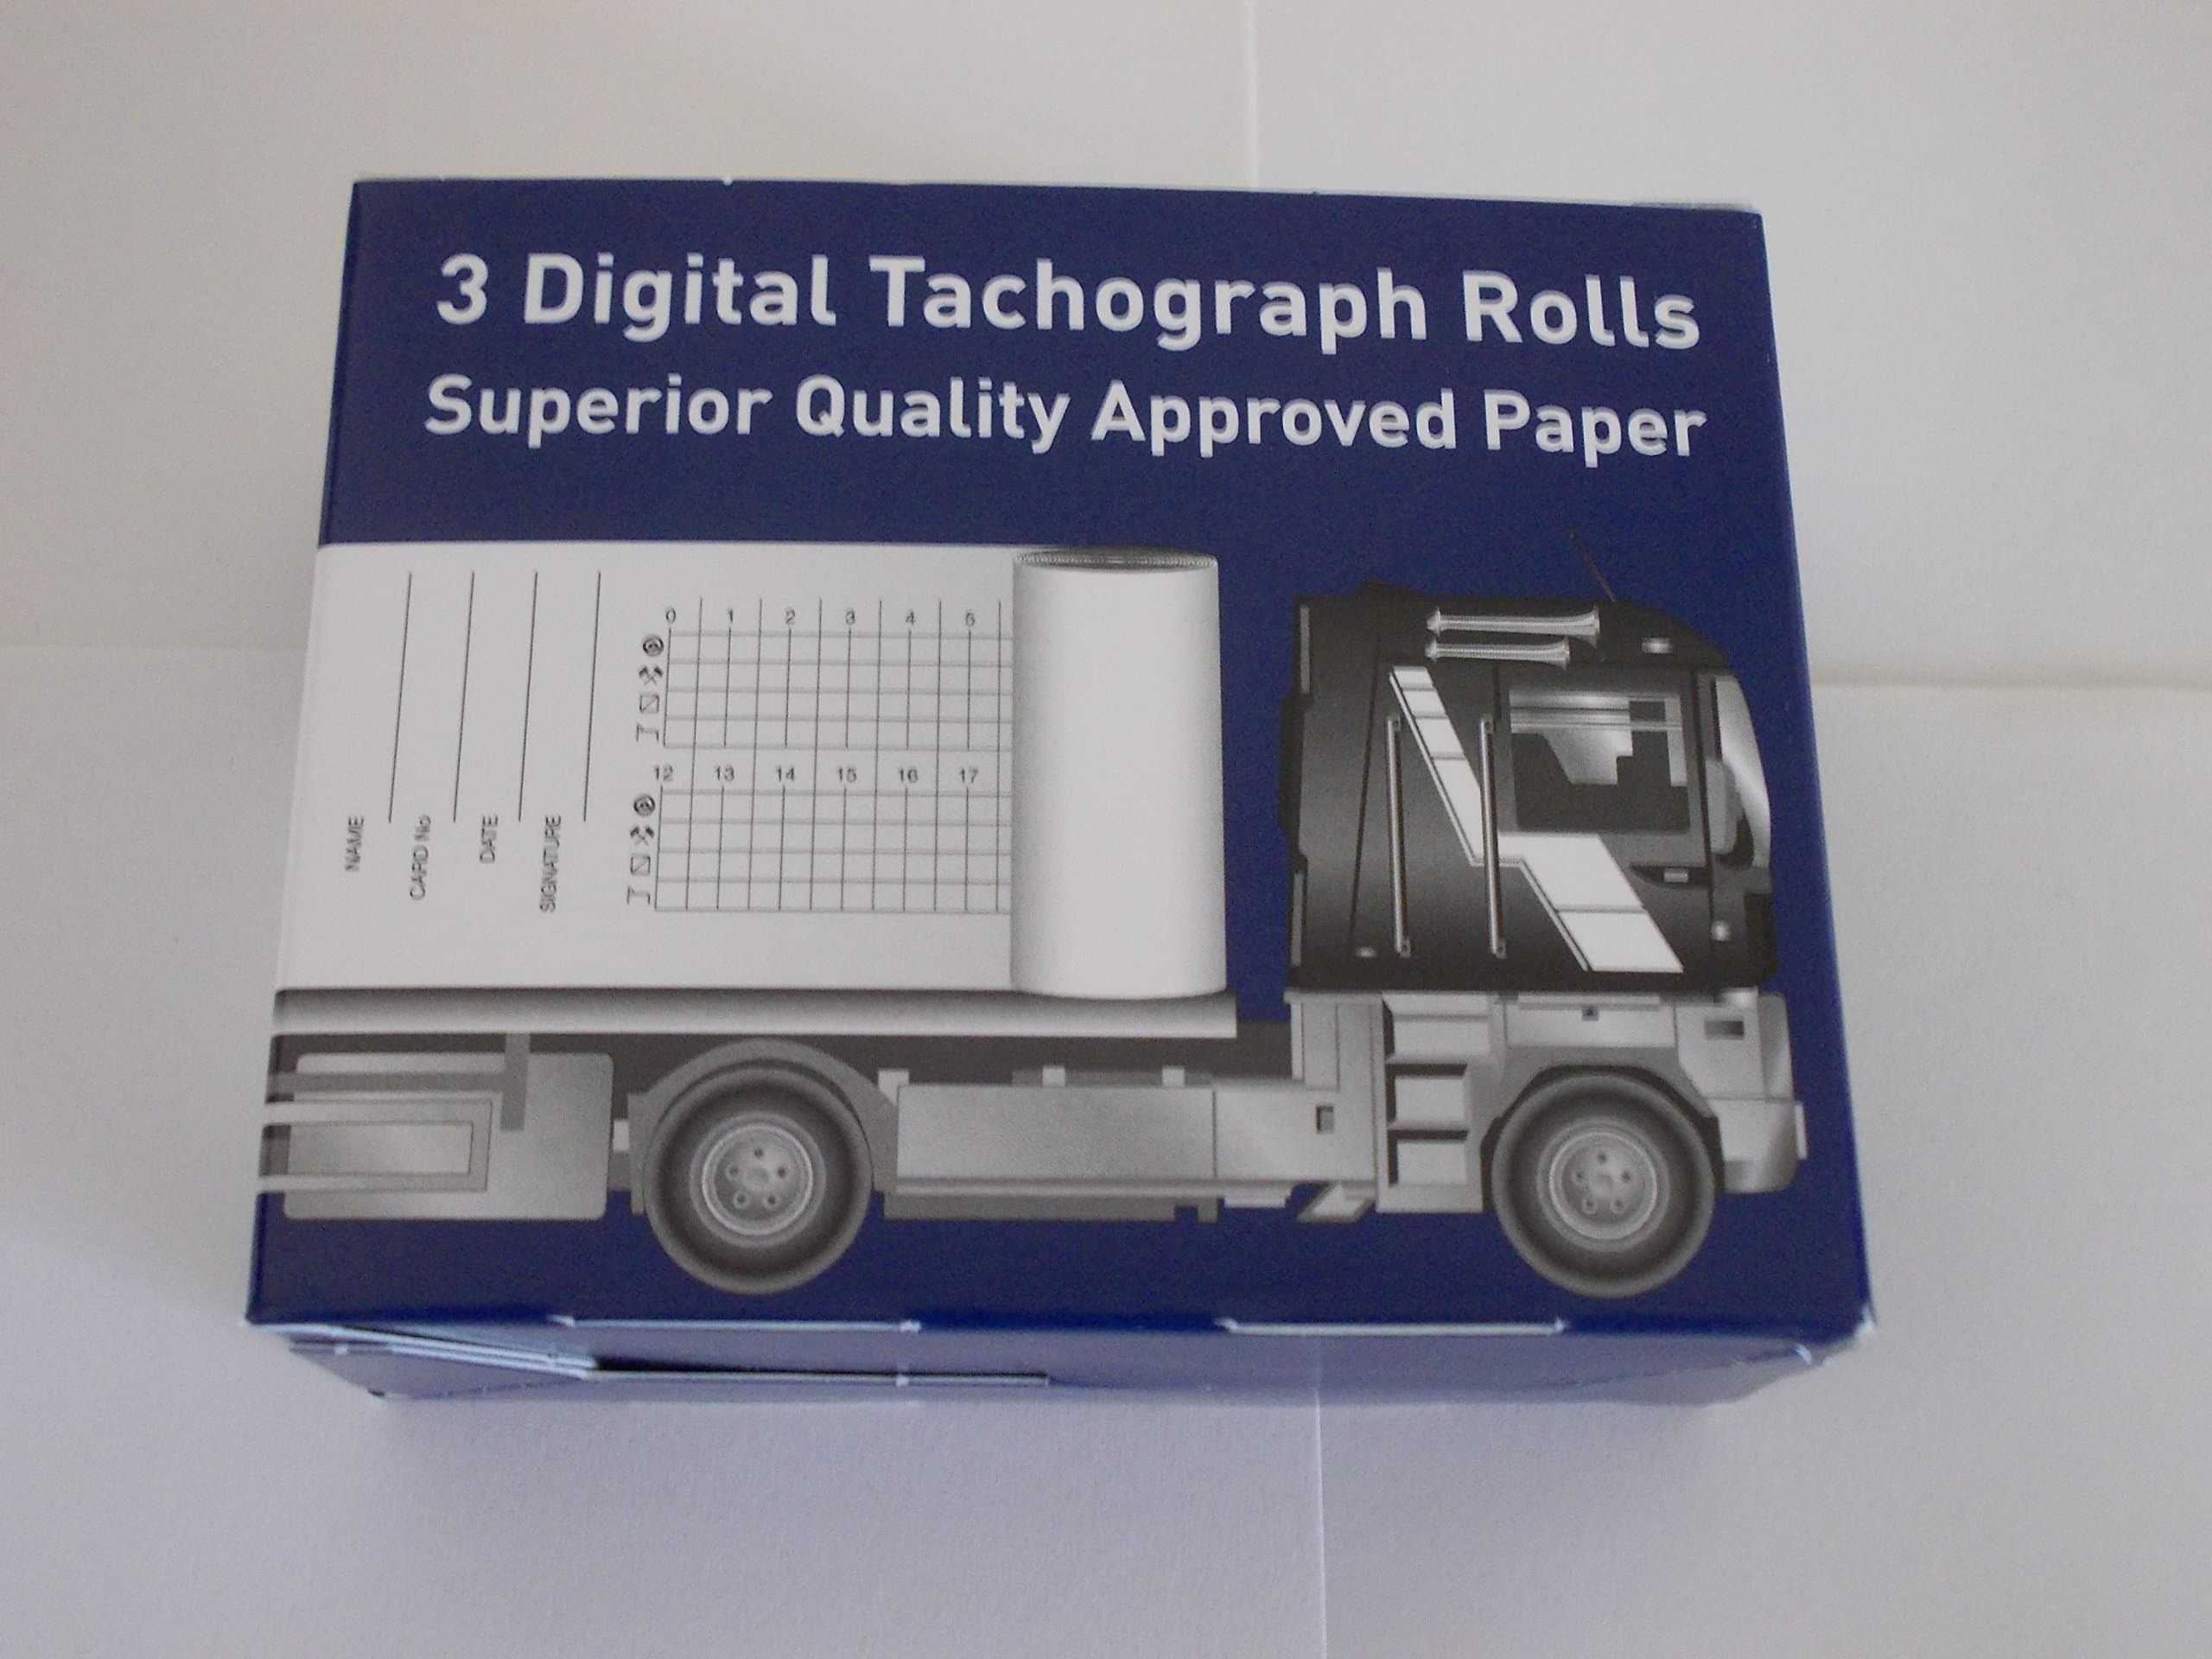 3 Digital Tachograph Rolls
Superior Quality Approved Paper
NAME
CARD No
DATE
SIGNATURE
0 1 2 3 4 5
12 13 14 15 16 17